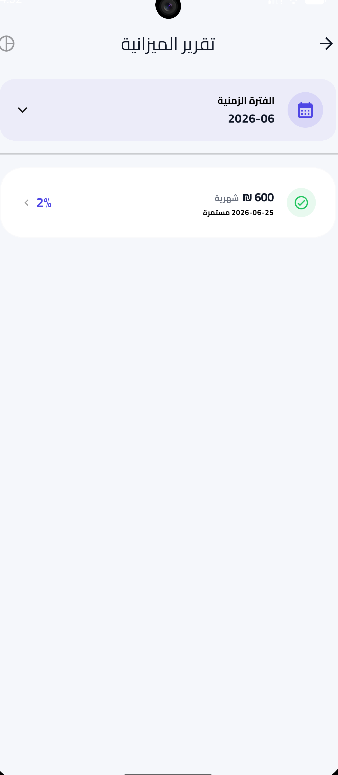 تقرير الميزانية
الفترة الزمنية
2026-06
600 ₪ شهرية
2026-06-25 مستمرة
2%